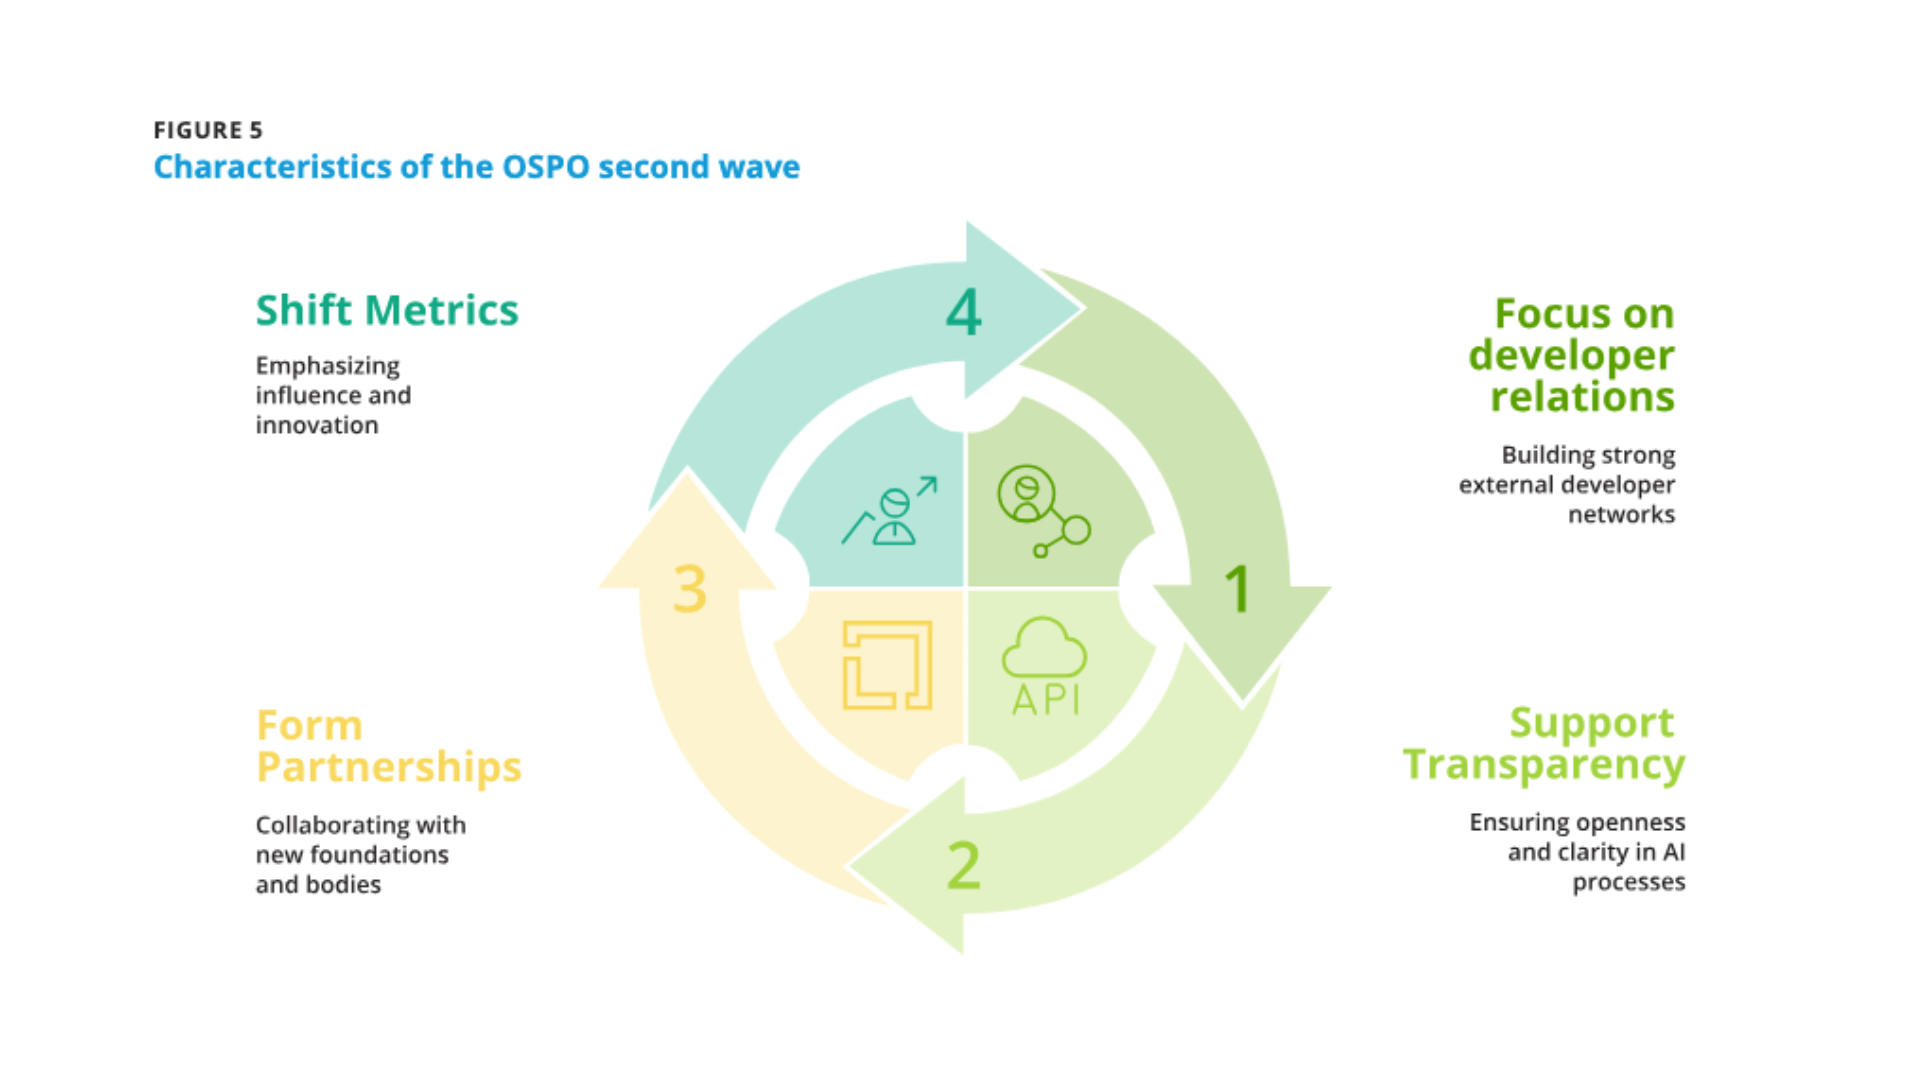 FIGURE 5
Characteristics of the OSPO second wave
Shift Metrics
Emphasizing
influence and
innovation
4
Focus on
developer
relations
Building strong
external developer
networks
3
1
API
Form
Partnerships
Collaborating with
new foundations
and bodies
2
Support
Transparency
Ensuring openness
and clarity in AI
processes